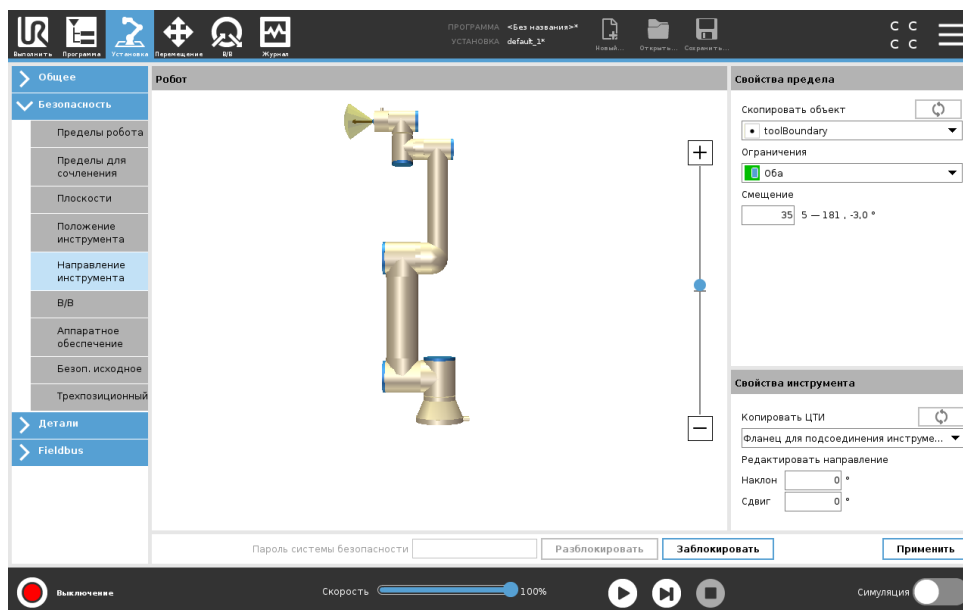 ПРОГРАММА <Без названия>*
УСТАНОВКА default_1*
Выполнить Программа Установка Перемещение В/В Журнал
Новый... Открыть... Сохранить...
C C
C C
Общее
Безопасность
Пределы робота
Пределы для
сочленения
Плоскости
Положение
инструмента
Направление
инструмента
В/В
Аппаратное
обеспечение
Безоп. исходное
Трехпозиционный
Детали
Fieldbus
Робот
Свойства предела
Скопировать объект
toolBoundary
Ограничения
Оба
Смещение
35 5 — 181 , -3,0 °
Свойства инструмента
Копировать ЦТИ
Фланец для подсоединения инструме...
Редактировать направление
Наклон 0 °
Сдвиг 0 °
Пароль системы безопасности Разблокировать Заблокировать Применить
Выключение Скорость 100% Симуляция